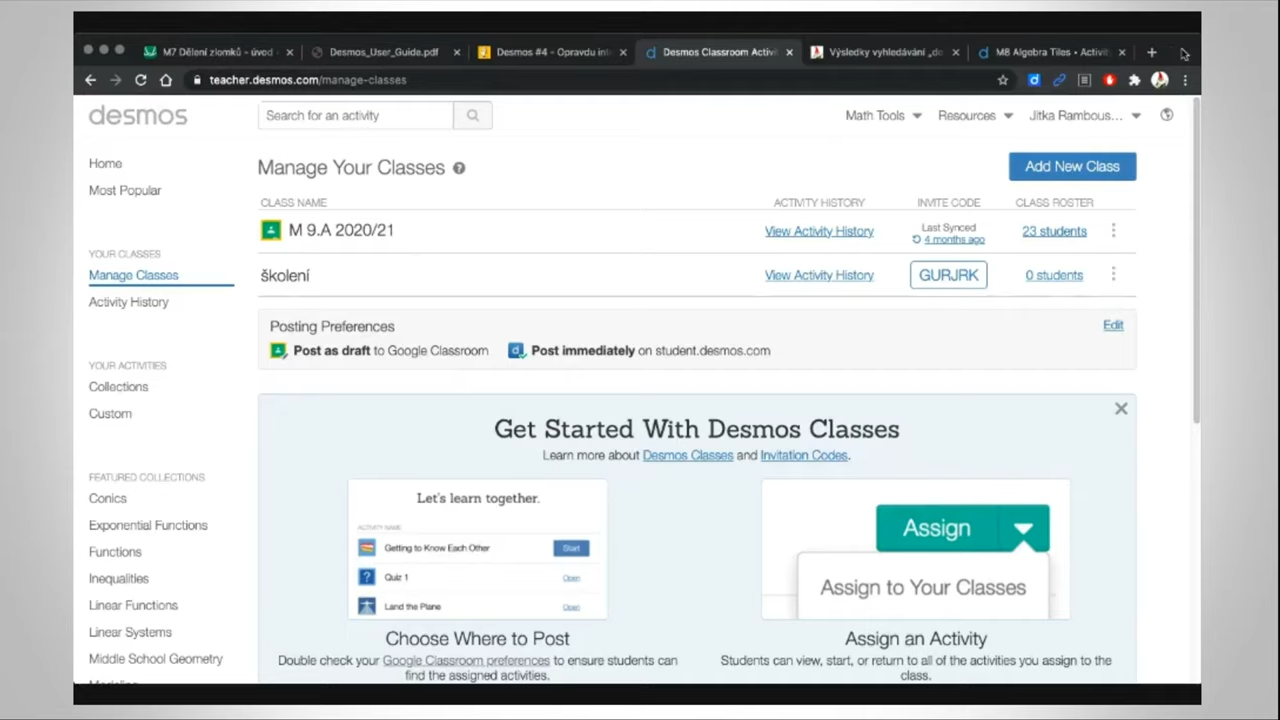 M7 Dělení zlomků - úvod
Desmos_User_Guide.pdf
Desmos #4 - Opravdu int
Desmos Classroom Activi
Výsledky vyhledávání „do
M8 Algebra Tiles • Activit
teacher.desmos.com/manage-classes
desmos
Search for an activity
Math Tools
Resources
Jitka Rambous...
Home
Most Popular
YOUR CLASSES
Manage Classes
Activity History
YOUR ACTIVITIES
Collections
Custom
FEATURED COLLECTIONS
Conics
Exponential Functions
Functions
Inequalities
Linear Functions
Linear Systems
Middle School Geometry
Modeling
Manage Your Classes
Add New Class
CLASS NAME ACTIVITY HISTORY INVITE CODE CLASS ROSTER
M 9.A 2020/21 View Activity History Last Synced 4 months ago 23 students
školení View Activity History GURJRK 0 students
Posting Preferences Edit
Post as draft to Google Classroom Post immediately on student.desmos.com
Get Started With Desmos Classes
Learn more about Desmos Classes and Invitation Codes.
Let's learn together.
ACTIVITY NAME
Getting to Know Each Other Start
Quiz 1 Open
Land the Plane Open
Choose Where to Post
Double check your Google Classroom preferences to ensure students can
find the assigned activities.
Assign
Assign to Your Classes
Assign an Activity
Students can view, start, or return to all of the activities you assign to the
class.